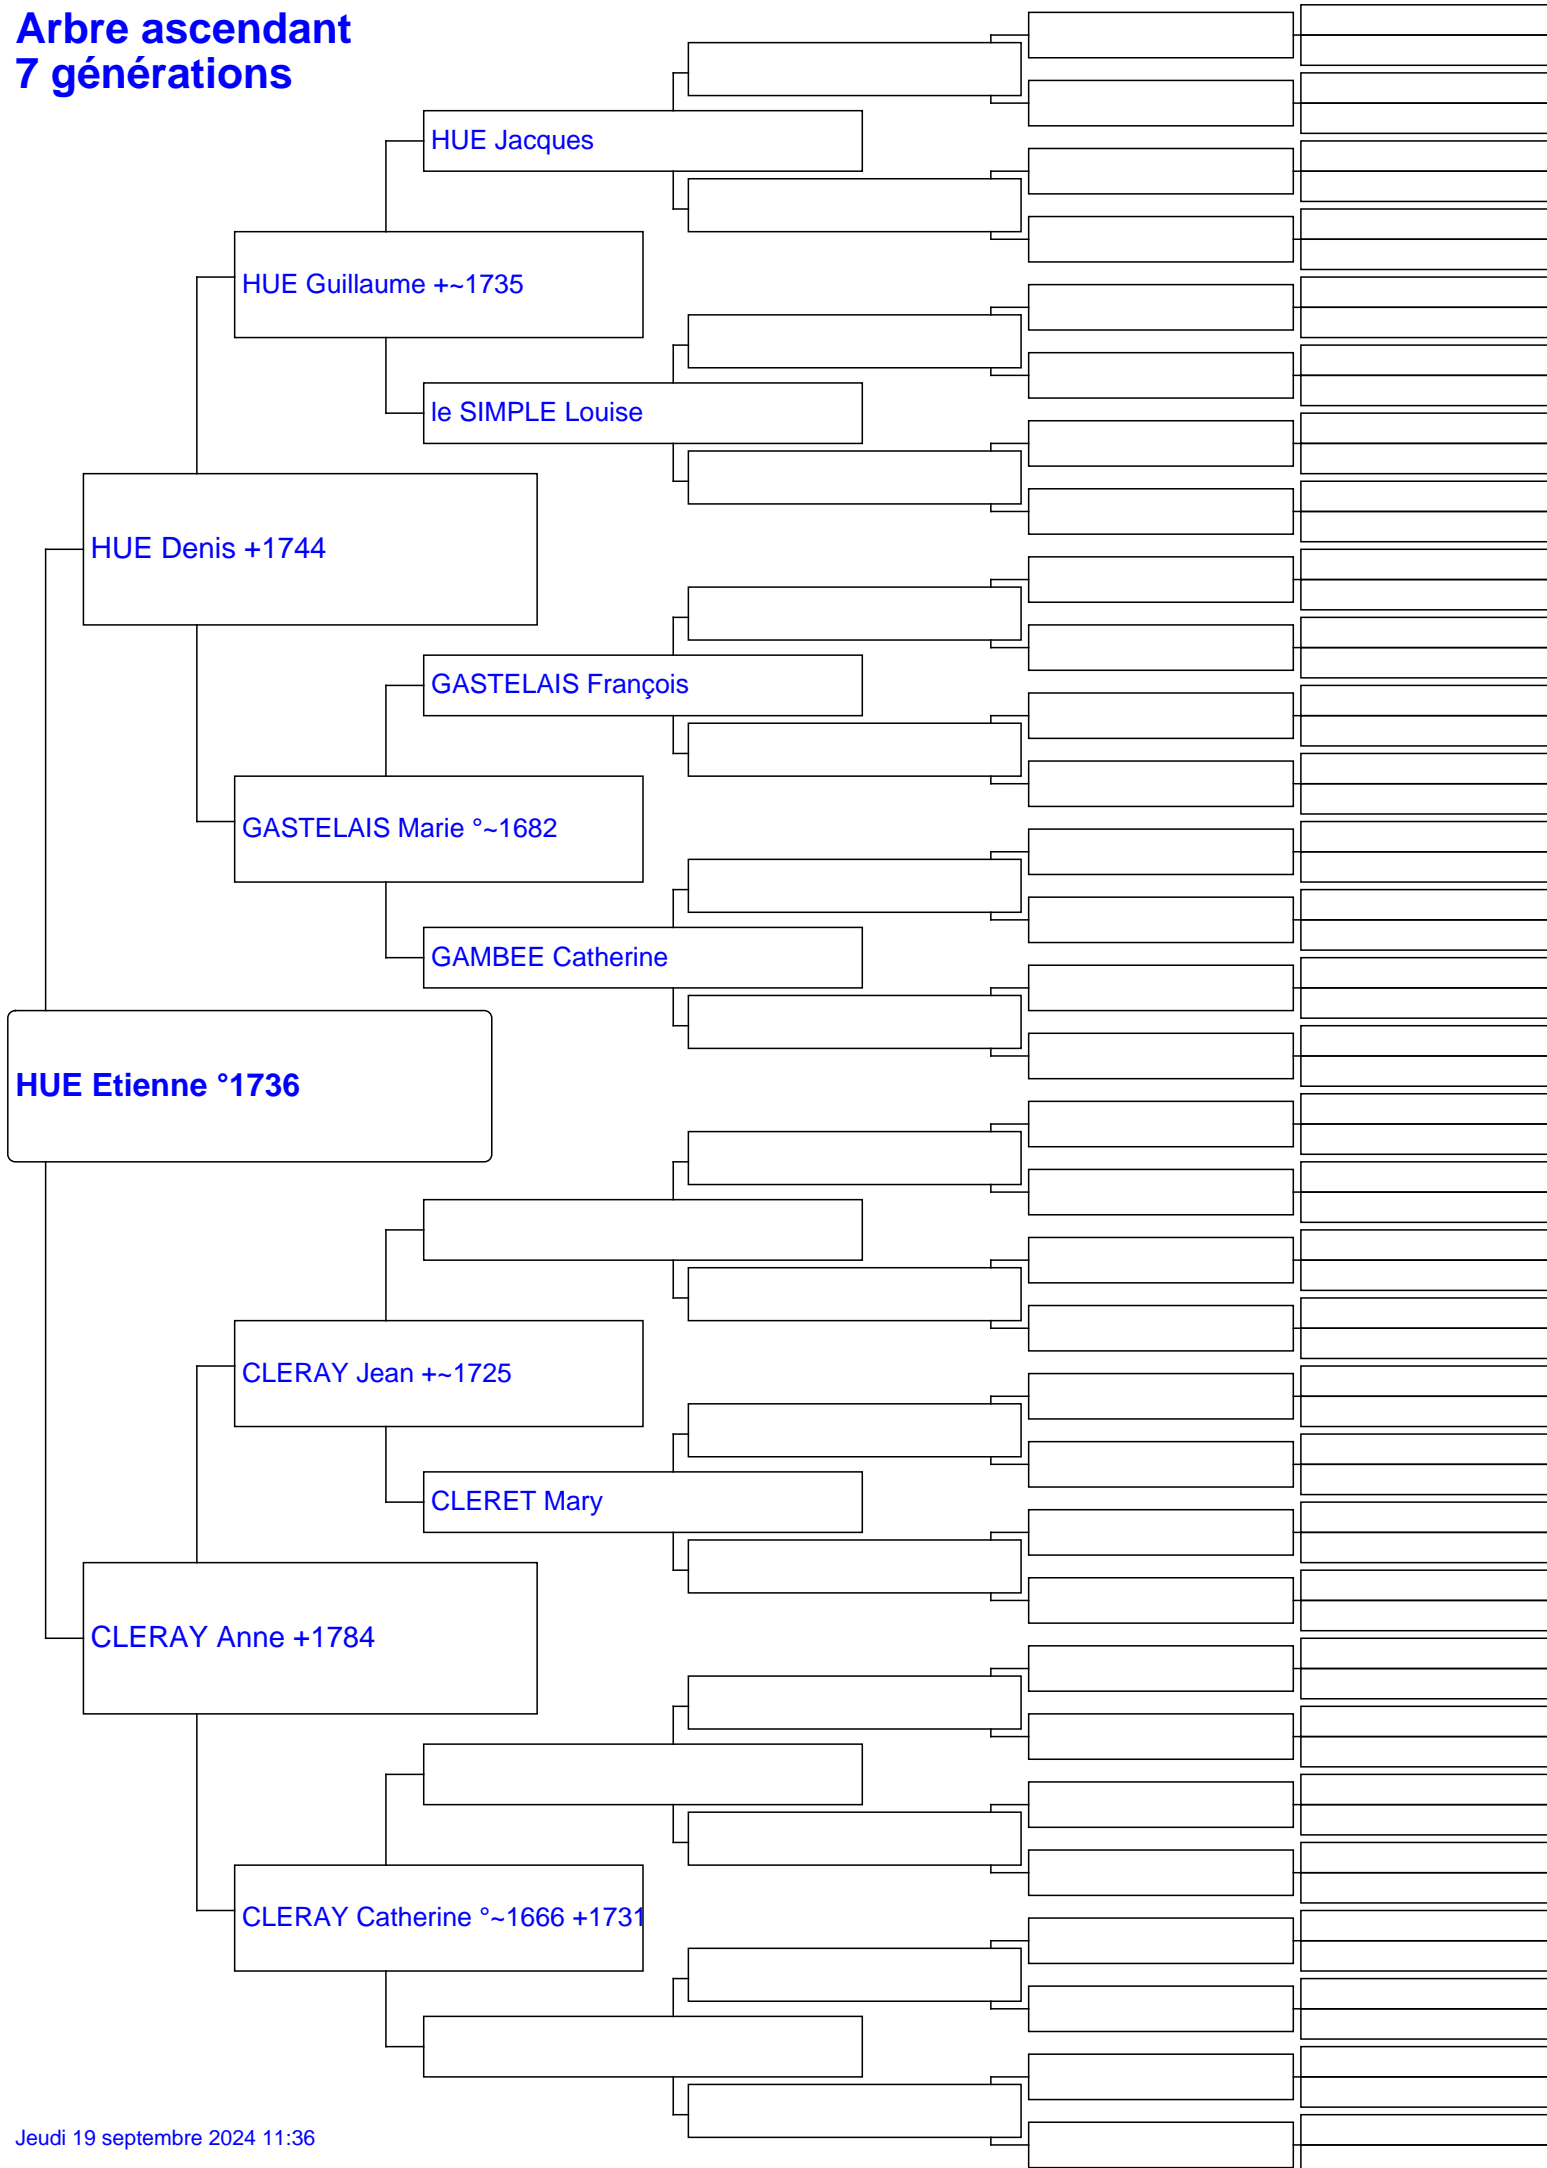 Arbre ascendant
7 générations
HUE Jacques
HUE Guillaume +~1735
le SIMPLE Louise
HUE Denis +1744
GASTELAIS François
GASTELAIS Marie °~1682
GAMBEE Catherine
HUE Etienne °1736
CLERAY Jean +~1725
CLERET Mary
CLERAY Anne +1784
CLERAY Catherine °~1666 +1731
Jeudi 19 septembre 2024 11:36